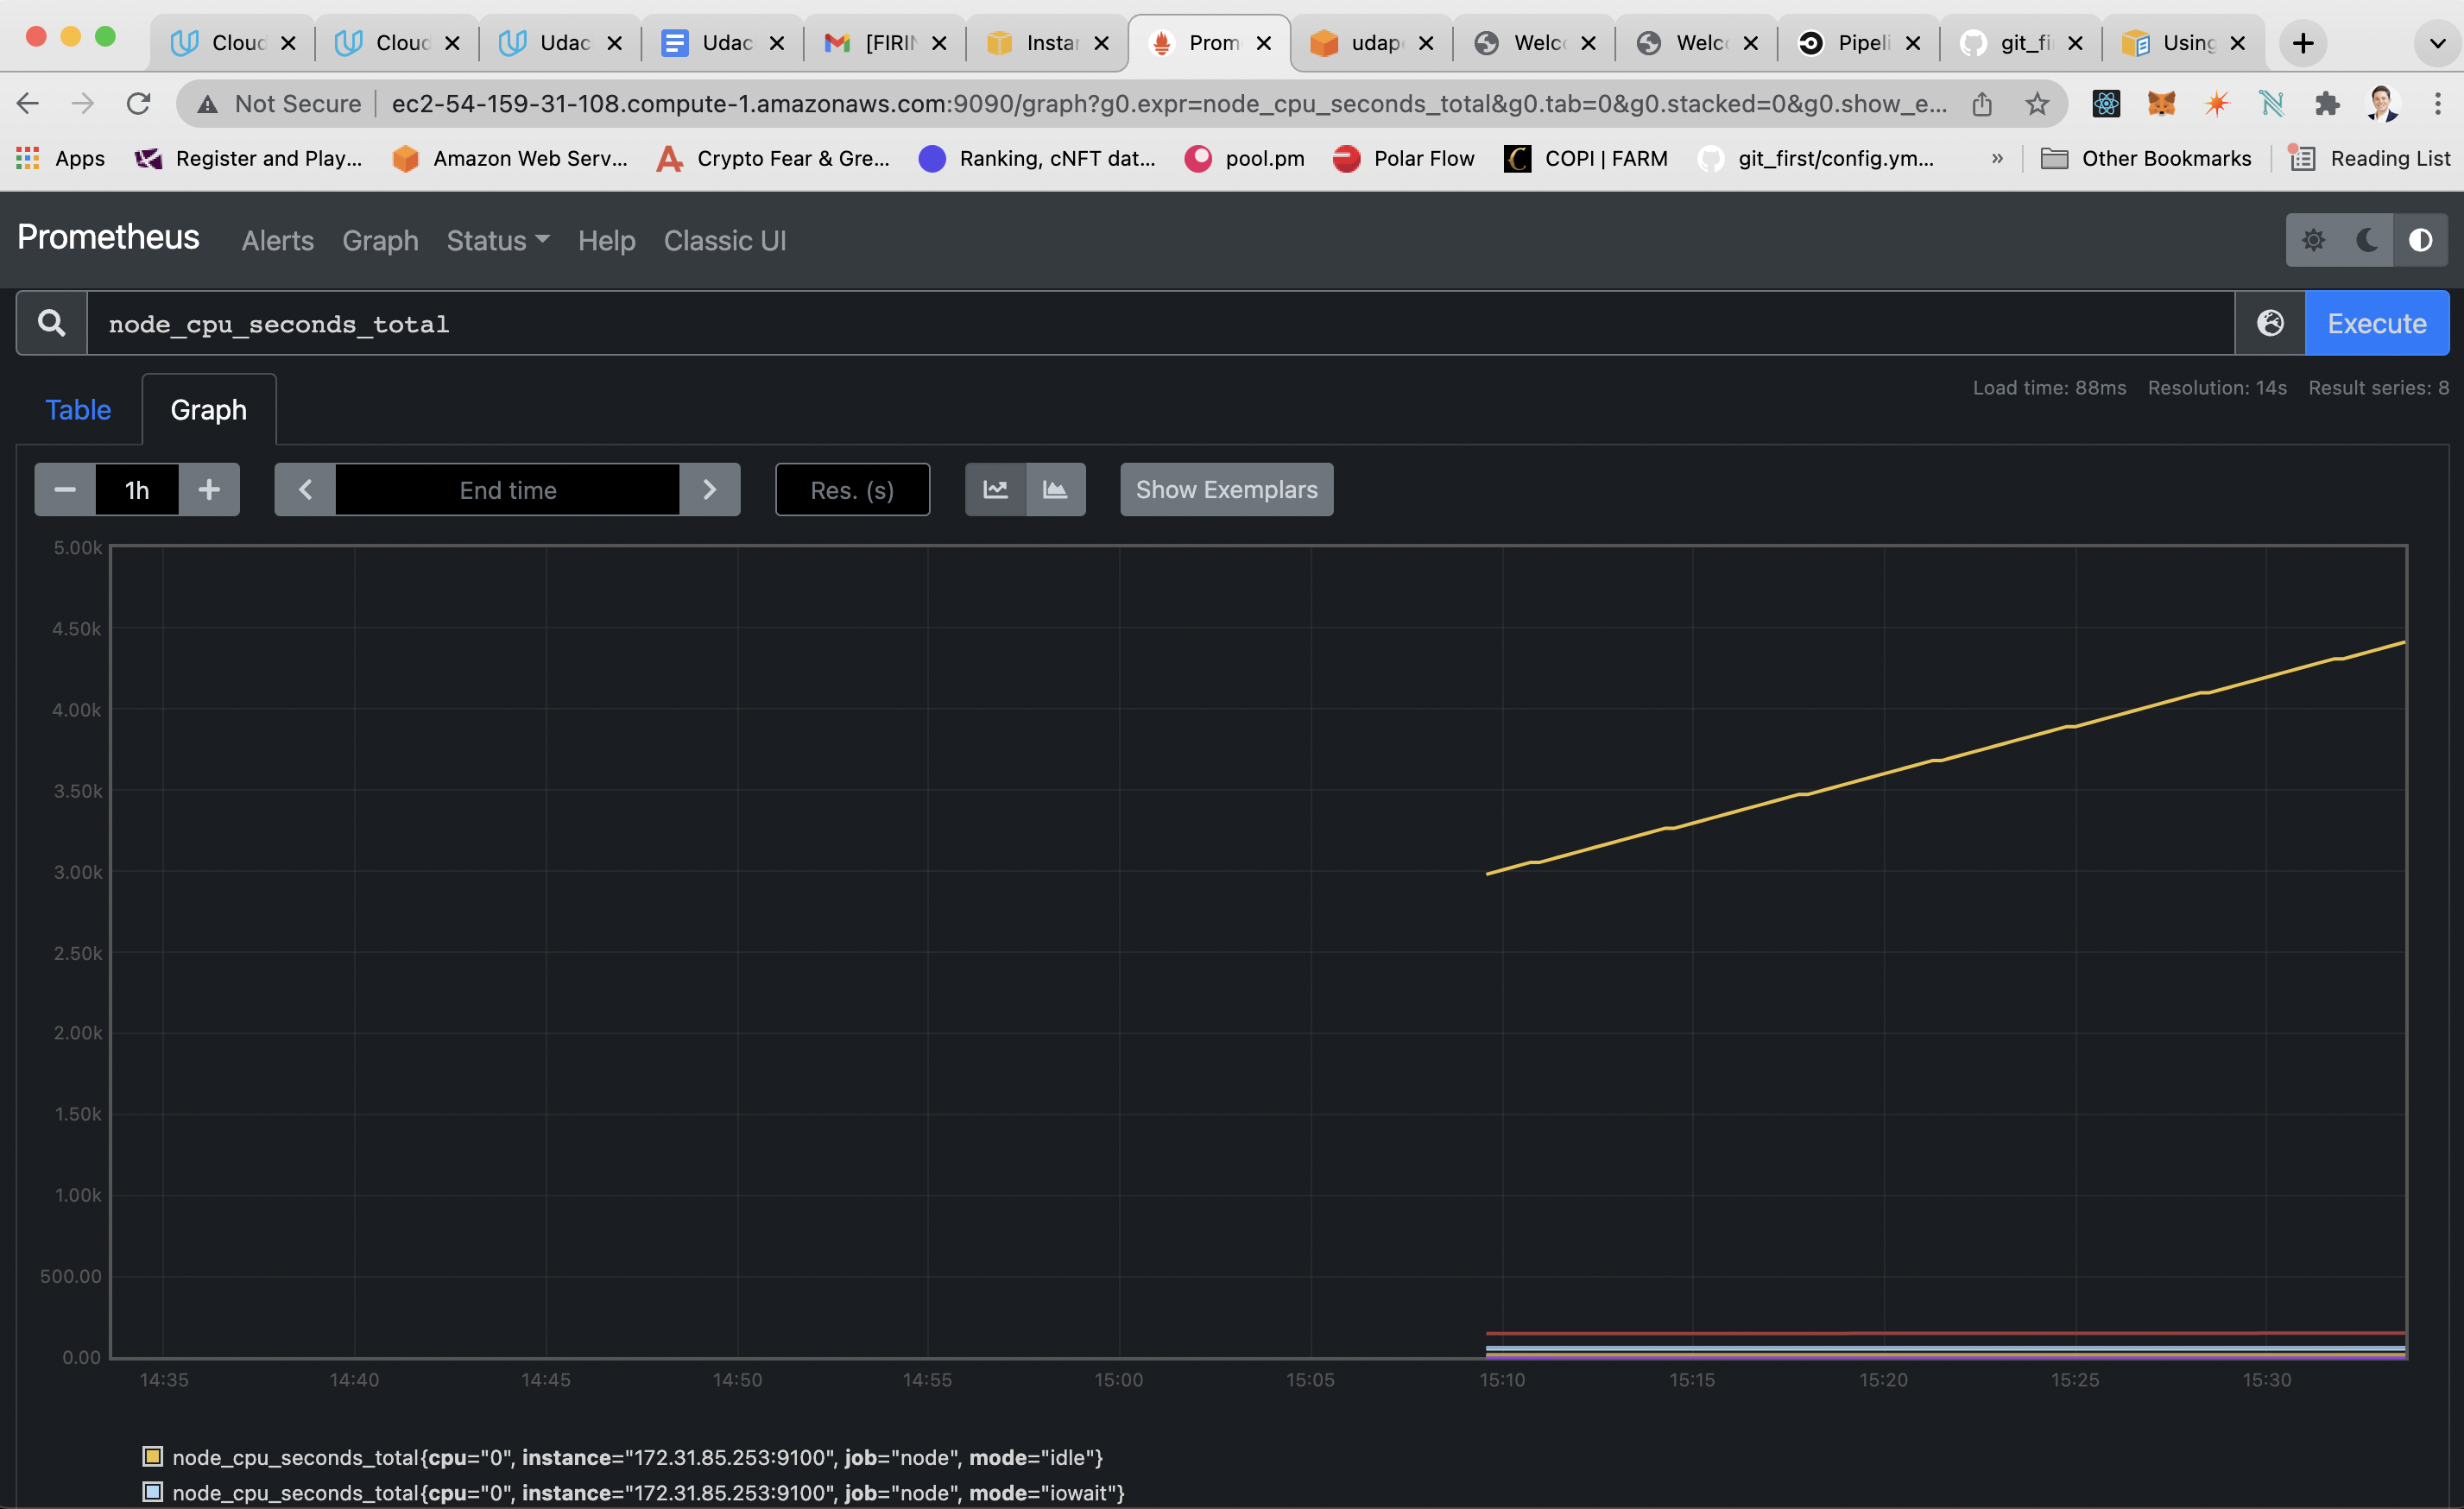 Cloud Cloud Udac Udac [FIRIN Instan Prom udape Welco Welco Pipeli git_fi Using
Not Secure ec2-54-159-31-108.compute-1.amazonaws.com:9090/graph?g0.expr=node_cpu_seconds_total&g0.tab=0&g0.stacked=0&g0.show_e...
Apps Register and Play... Amazon Web Serv... Crypto Fear & Gre... Ranking, cNFT dat... pool.pm Polar Flow COPI | FARM git_first/config.ym... » Other Bookmarks Reading List
Prometheus Alerts Graph Status Help Classic UI
node_cpu_seconds_total Execute
Load time: 88ms Resolution: 14s Result series: 8
Table Graph
1h End time Res. (s) Show Exemplars
5.00k
4.50k
4.00k
3.50k
3.00k
2.50k
2.00k
1.50k
1.00k
500.00
0.00
14:35 14:40 14:45 14:50 14:55 15:00 15:05 15:10 15:15 15:20 15:25 15:30
node_cpu_seconds_total{cpu="0", instance="172.31.85.253:9100", job="node", mode="idle"}
node_cpu_seconds_total{cpu="0", instance="172.31.85.253:9100", job="node", mode="iowait"}